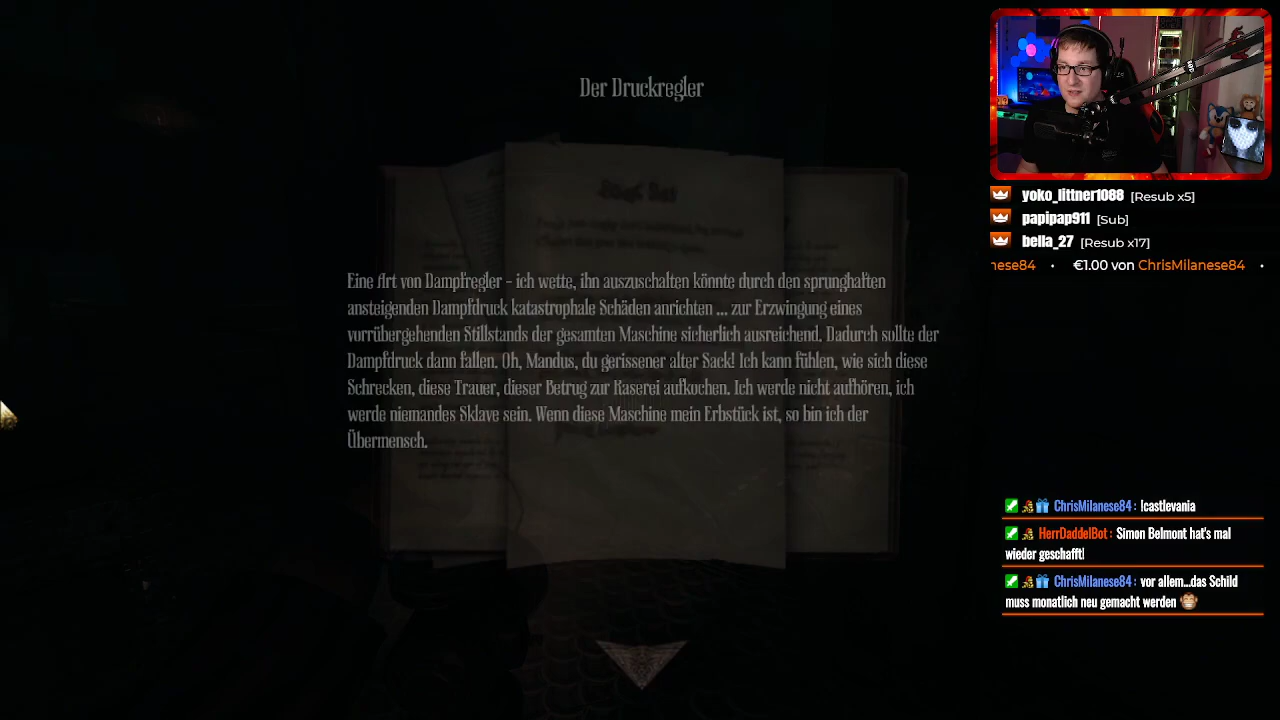 Der Druckregler
Eine Art von Dampfregler - ich wette, ihn auszuschalten könnte durch den sprunghaften
ansteigenden Dampfdruck katastrophale Schäden anrichten ... zur Erzwingung eines
vorrübergehenden Stillstands der gesamten Maschine sicherlich ausreichend. Dadurch sollte der
Dampfdruck dann fallen. Oh, Mandus, du gerissener alter Sack! Ich kann fühlen, wie sich diese
Schrecken, diese Trauer, dieser Betrug zur Raserei aufkochen. Ich werde nicht aufhören, ich
werde niemandes Sklave sein. Wenn diese Maschine mein Erbstück ist, so bin ich der
Übermensch.
yoko_littner1088 [Resub x5]
papipap911 [Sub]
bella_27 [Resub x17]
nese84 • €1.00 von ChrisMilanese84 •
ChrisMilanese84 : !castlevania
HerrDaddelBot : Simon Belmont hat's mal
wieder geschafft!
ChrisMilanese84 : vor allem...das Schild
muss monatlich neu gemacht werden